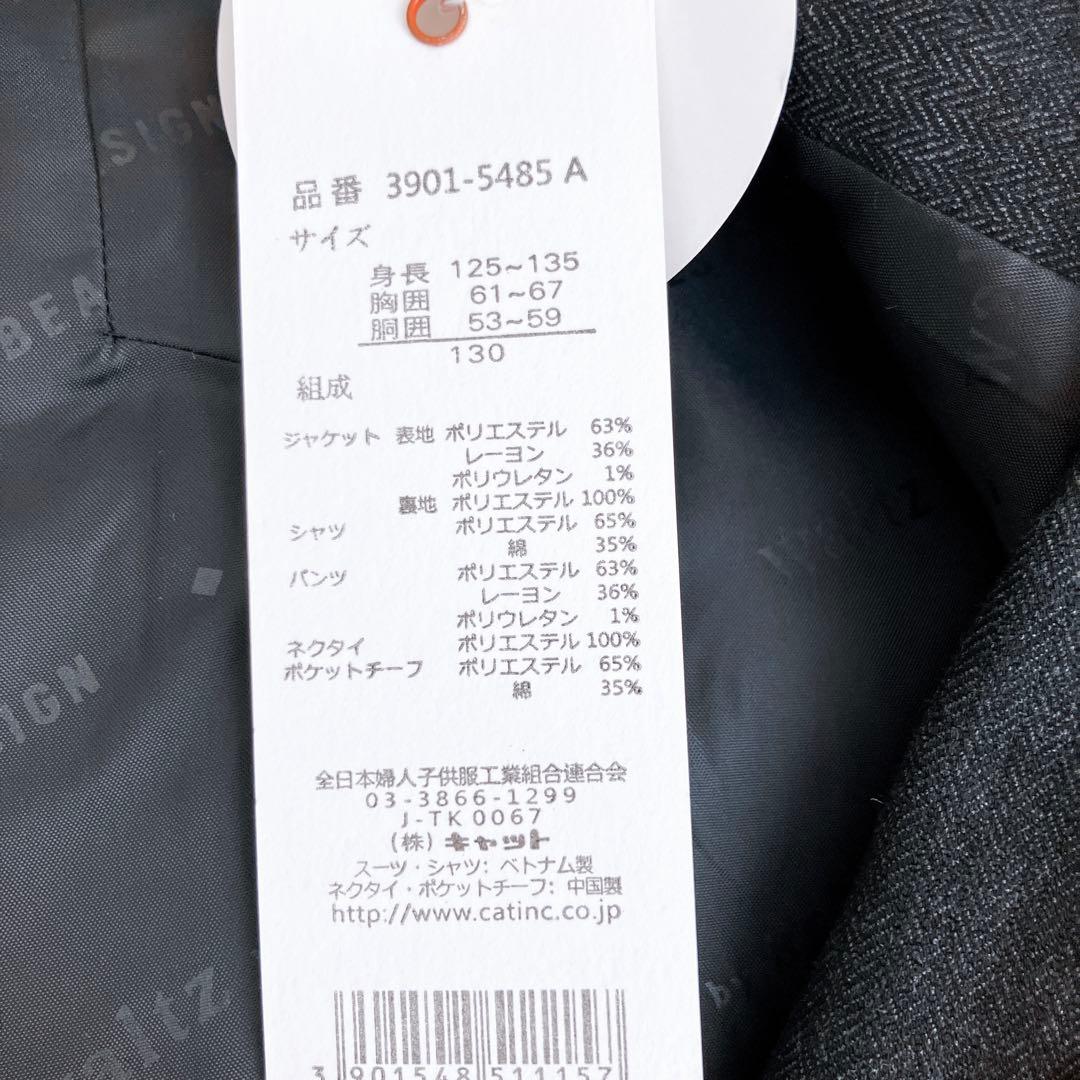 品番 3901-5485 A
サイズ
身長 125~135
胸囲 61~67
胴囲 53~59
130
組成
ジャケット 表地 ポリエステル 63%
レーヨン 36%
ポリウレタン 1%
裏地 ポリエステル 100%
シャツ ポリエステル 65%
綿 35%
パンツ ポリエステル 63%
レーヨン 36%
ポリウレタン 1%
ネクタイ ポリエステル 100%
ポケットチーフ ポリエステル 65%
綿 35%
全日本婦人子供服工業組合連合会
03-3866-1299
J-TK0067
(株)キャット
スーツ・シャツ: ベトナム製
ネクタイ・ポケットチーフ: 中国製
http://www.catinc.co.jp
3 901548 511157
SIGN
BEA
SIGN